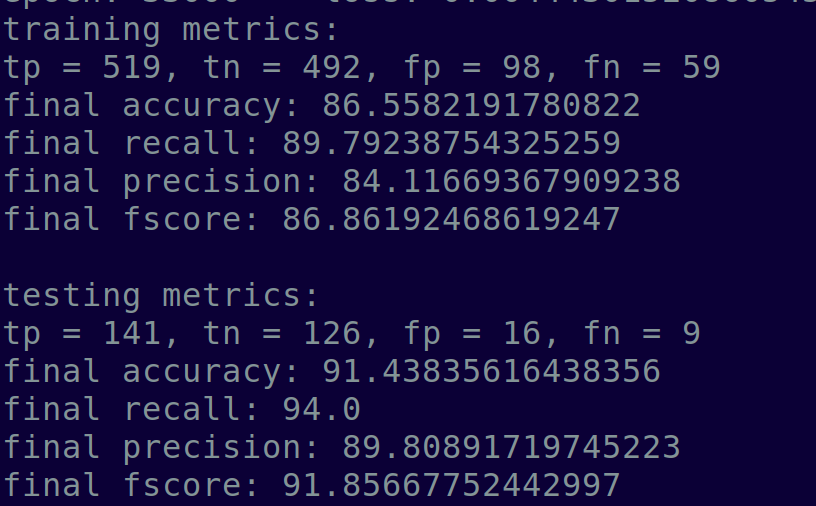 training metrics:
tp = 519, tn = 492, fp = 98, fn = 59
final accuracy: 86.5582191780822
final recall: 89.79238754325259
final precision: 84.11669367909238
final fscore: 86.86192468619247
testing metrics:
tp = 141, tn = 126, fp = 16, fn = 9
final accuracy: 91.43835616438356
final recall: 94.0
final precision: 89.80891719745223
final fscore: 91.85667752442997